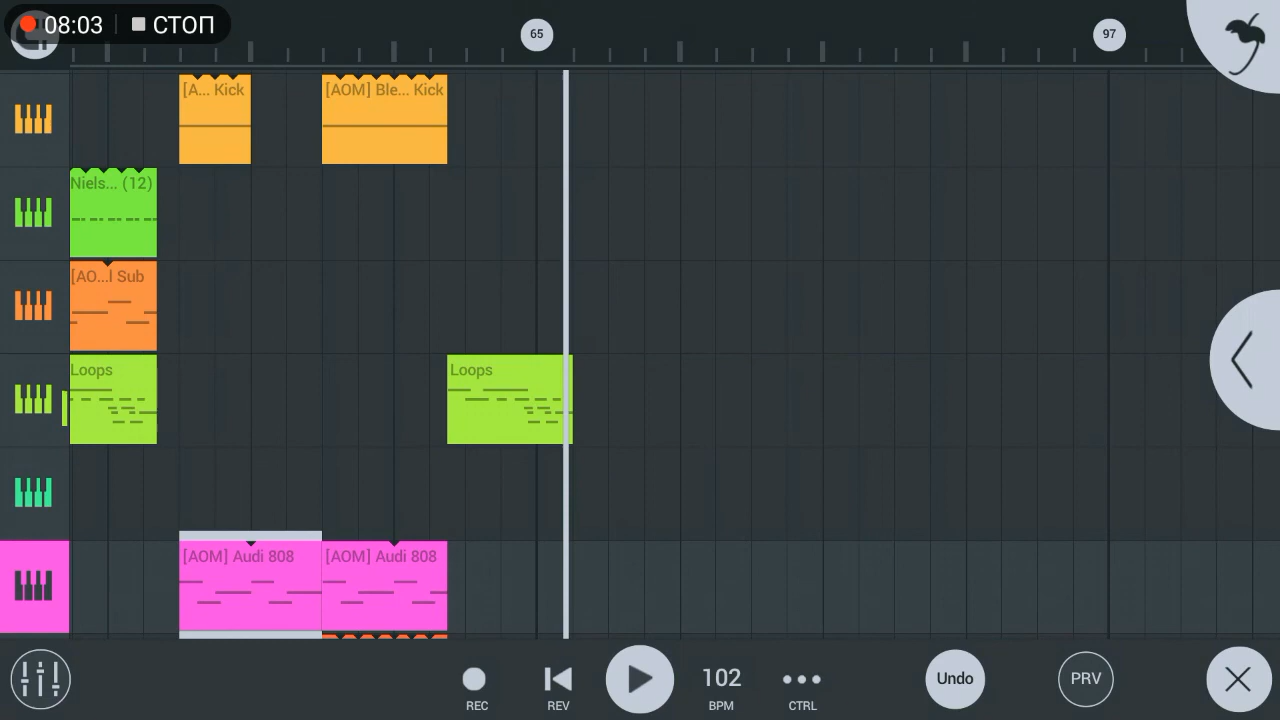 08:03
СТОП
65
97
[A... Kick
[AOM] Ble... Kick
Niels... (12)
[AO...l Sub
Loops
Loops
[AOM] Audi 808
[AOM] Audi 808
102
Undo
PRV
REC
REV
BPM
CTRL